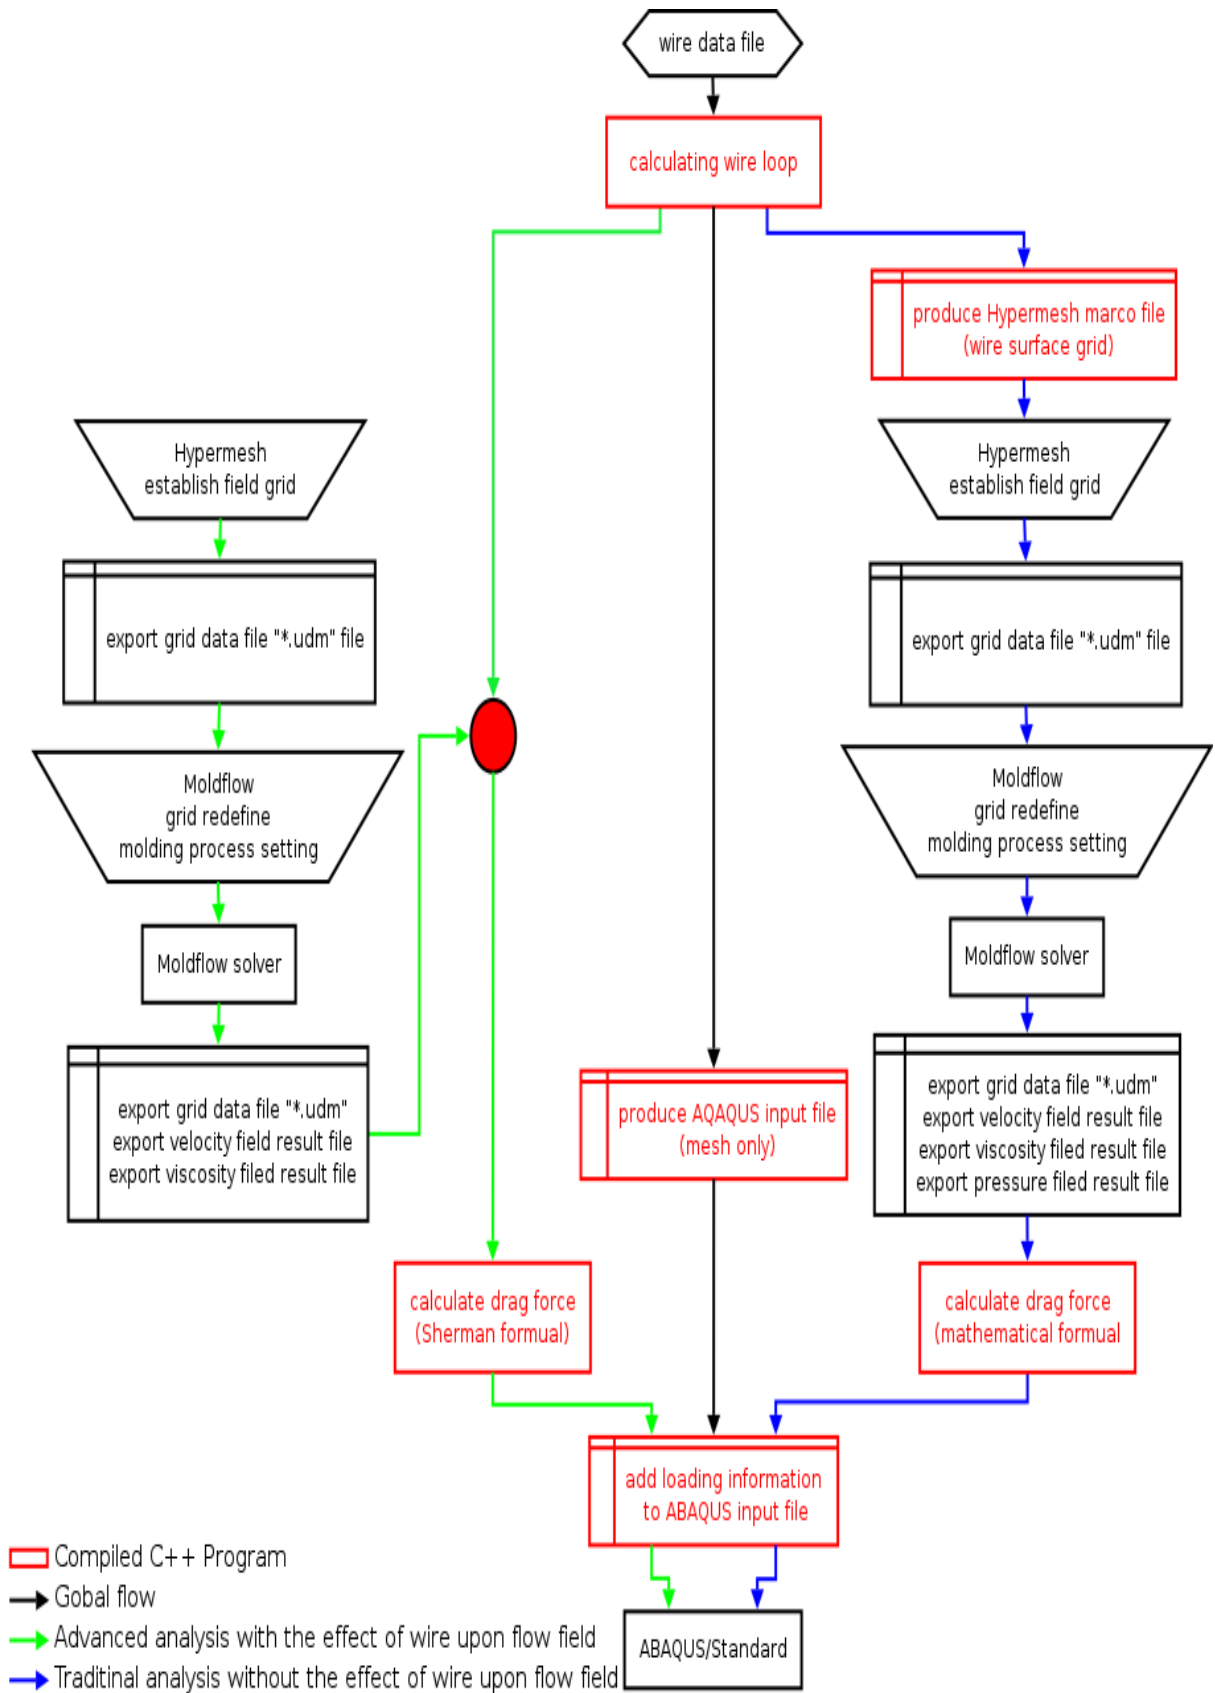 wire data file
calculating wire loop
produce Hypermesh marco file
(wire surface grid)
Hypermesh
establish field grid
Hypermesh
establish field grid
export grid data file "*.udm" file
export grid data file "*.udm" file
Moldflow
grid redefine
molding process setting
Moldflow
grid redefine
molding process setting
Moldflow solver
Moldflow solver
export grid data file "*.udm"
export velocity field result file
export viscosity filed result file
produce AQAQUS input file
(mesh only)
export grid data file "*.udm"
export velocity field result file
export viscosity filed result file
export pressure filed result file
calculate drag force
(Sherman formual)
calculate drag force
(mathematical formual
add loading information
to ABAQUS input file
ABAQUS/Standard
Compiled C++ Program
Gobal flow
Advanced analysis with the effect of wire upon flow field
Traditinal analysis without the effect of wire upon flow field